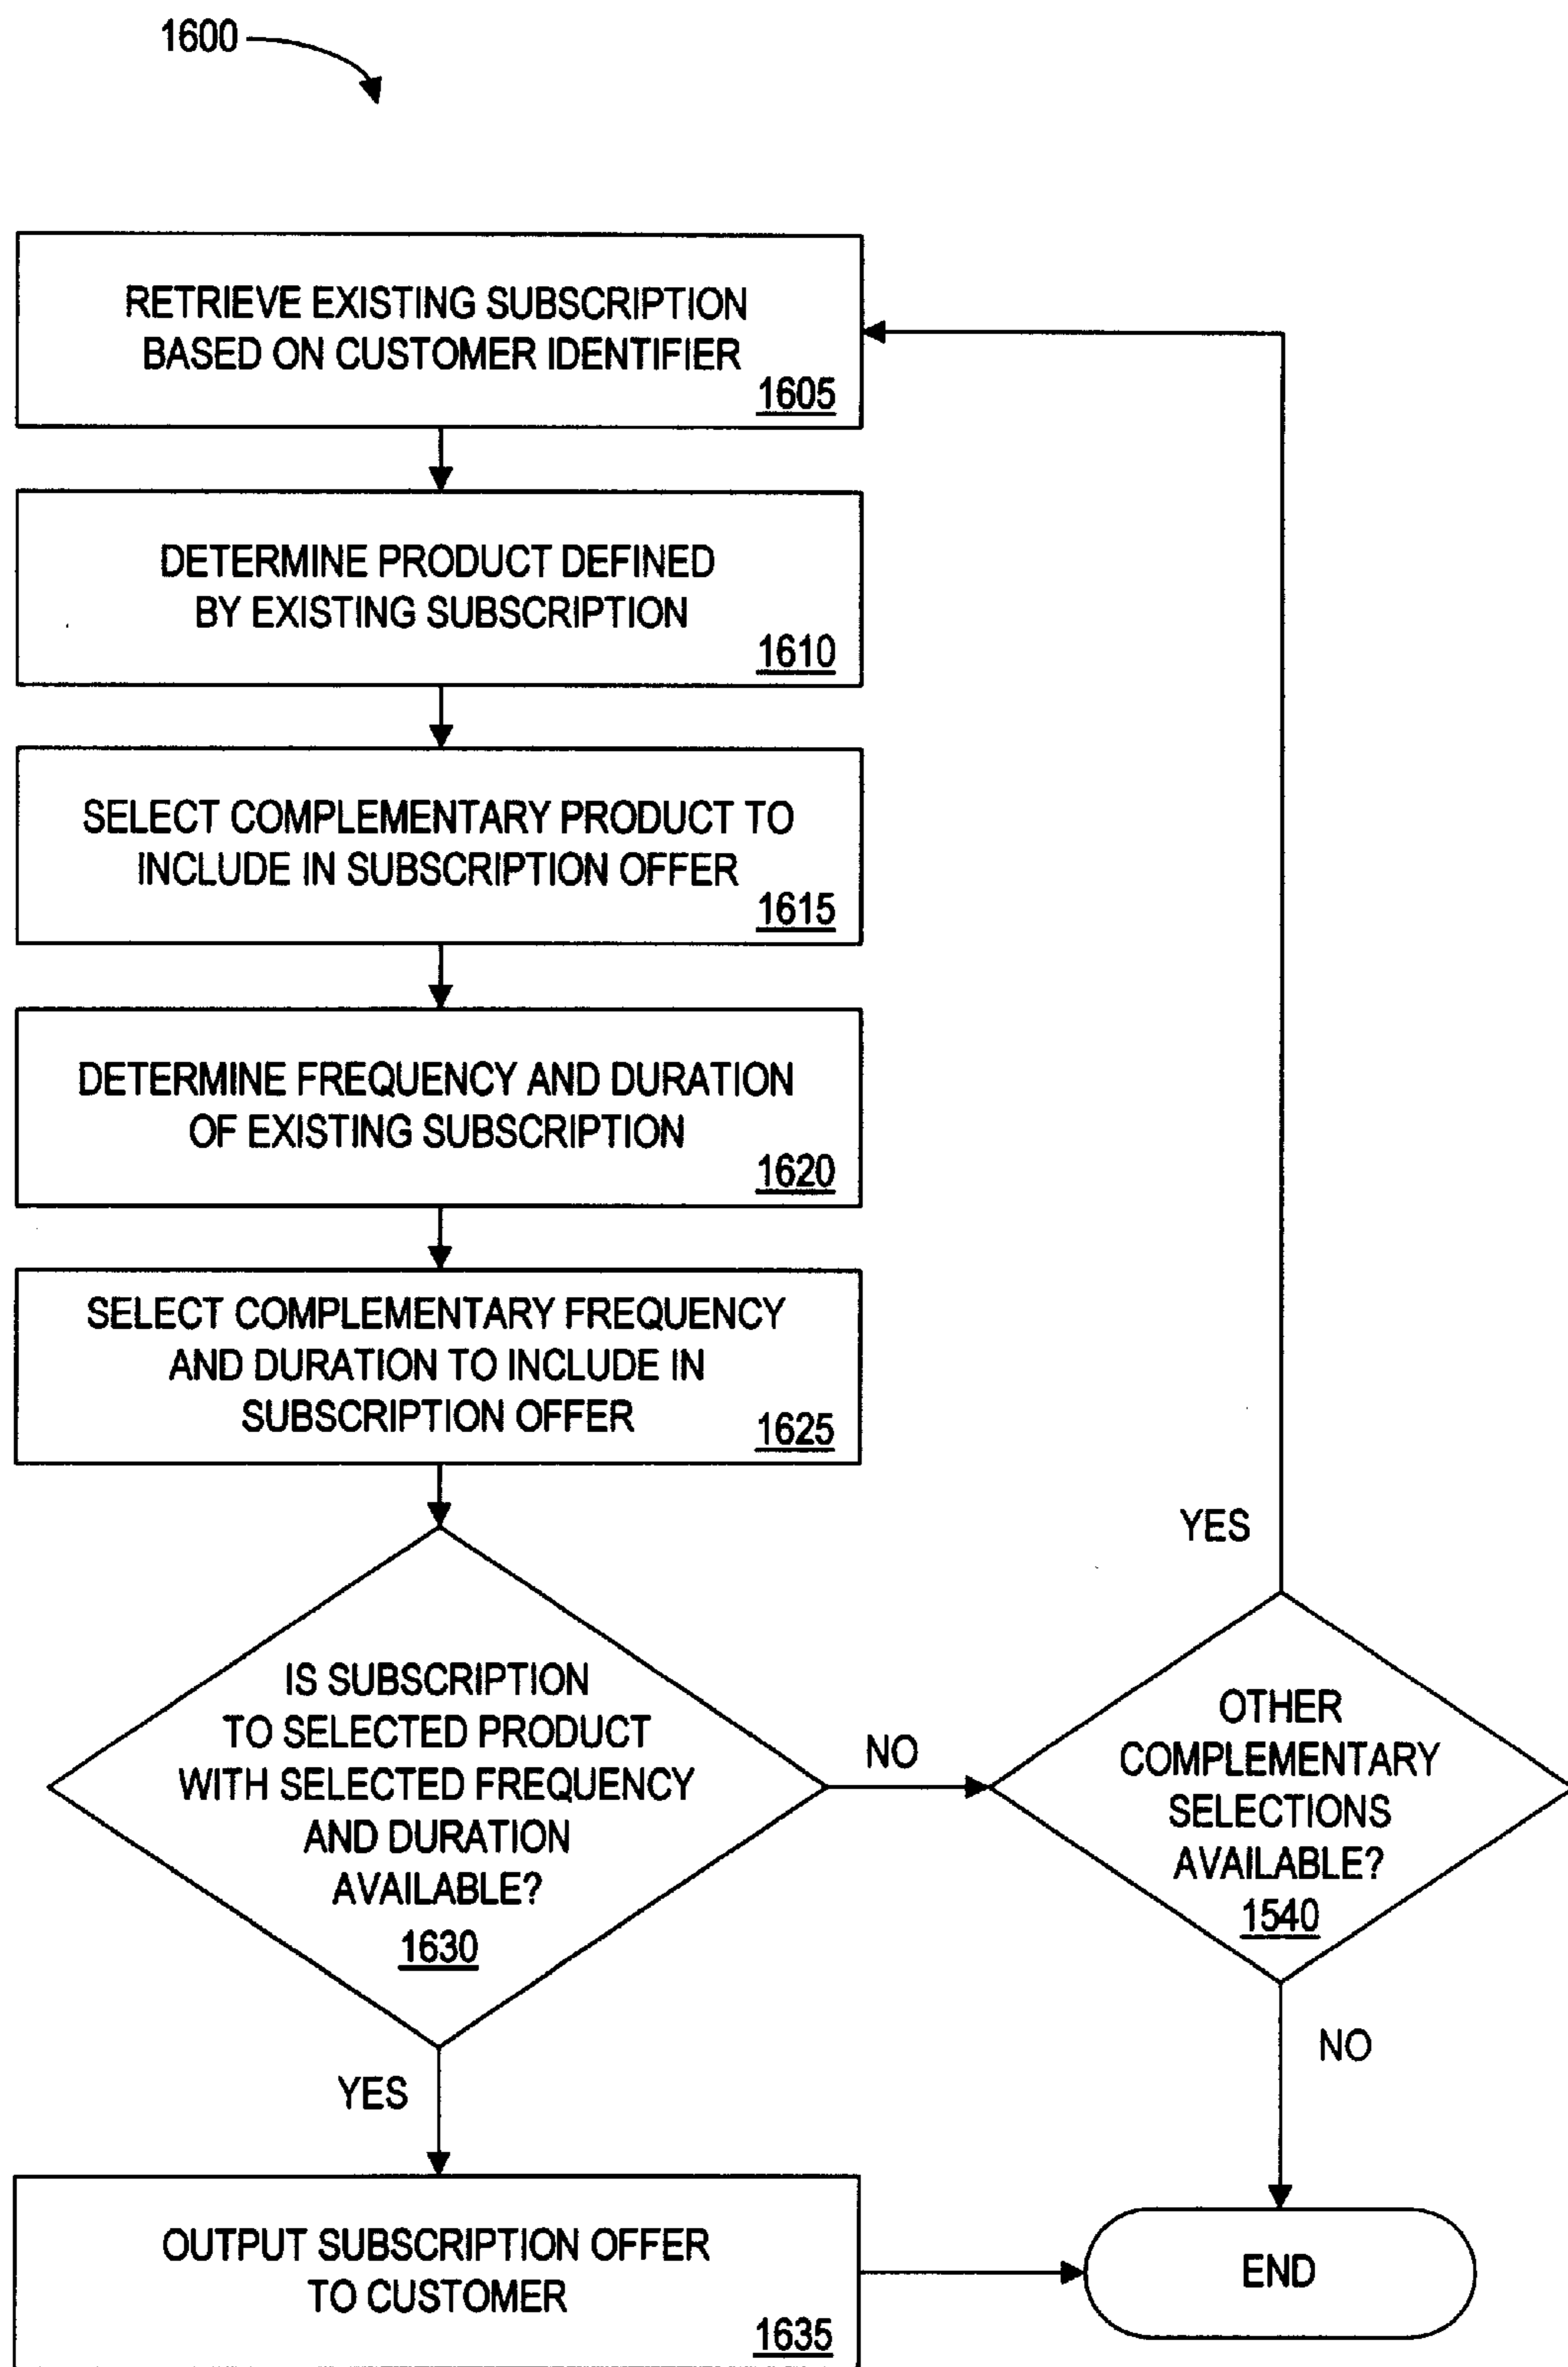 1600
RETRIEVE EXISTING SUBSCRIPTION
BASED ON CUSTOMER IDENTIFIER
1605
DETERMINE PRODUCT DEFINED
BY EXISTING SUBSCRIPTION
1610
SELECT COMPLEMENTARY PRODUCT TO
INCLUDE IN SUBSCRIPTION OFFER
1615
DETERMINE FREQUENCY AND DURATION
OF EXISTING SUBSCRIPTION
1620
SELECT COMPLEMENTARY FREQUENCY
AND DURATION TO INCLUDE IN
SUBSCRIPTION OFFER
1625
IS SUBSCRIPTION
TO SELECTED PRODUCT
WITH SELECTED FREQUENCY
AND DURATION
AVAILABLE?
1630
NO
YES
OTHER
COMPLEMENTARY
SELECTIONS
AVAILABLE?
1540
NO
YES
OUTPUT SUBSCRIPTION OFFER
TO CUSTOMER
1635
END